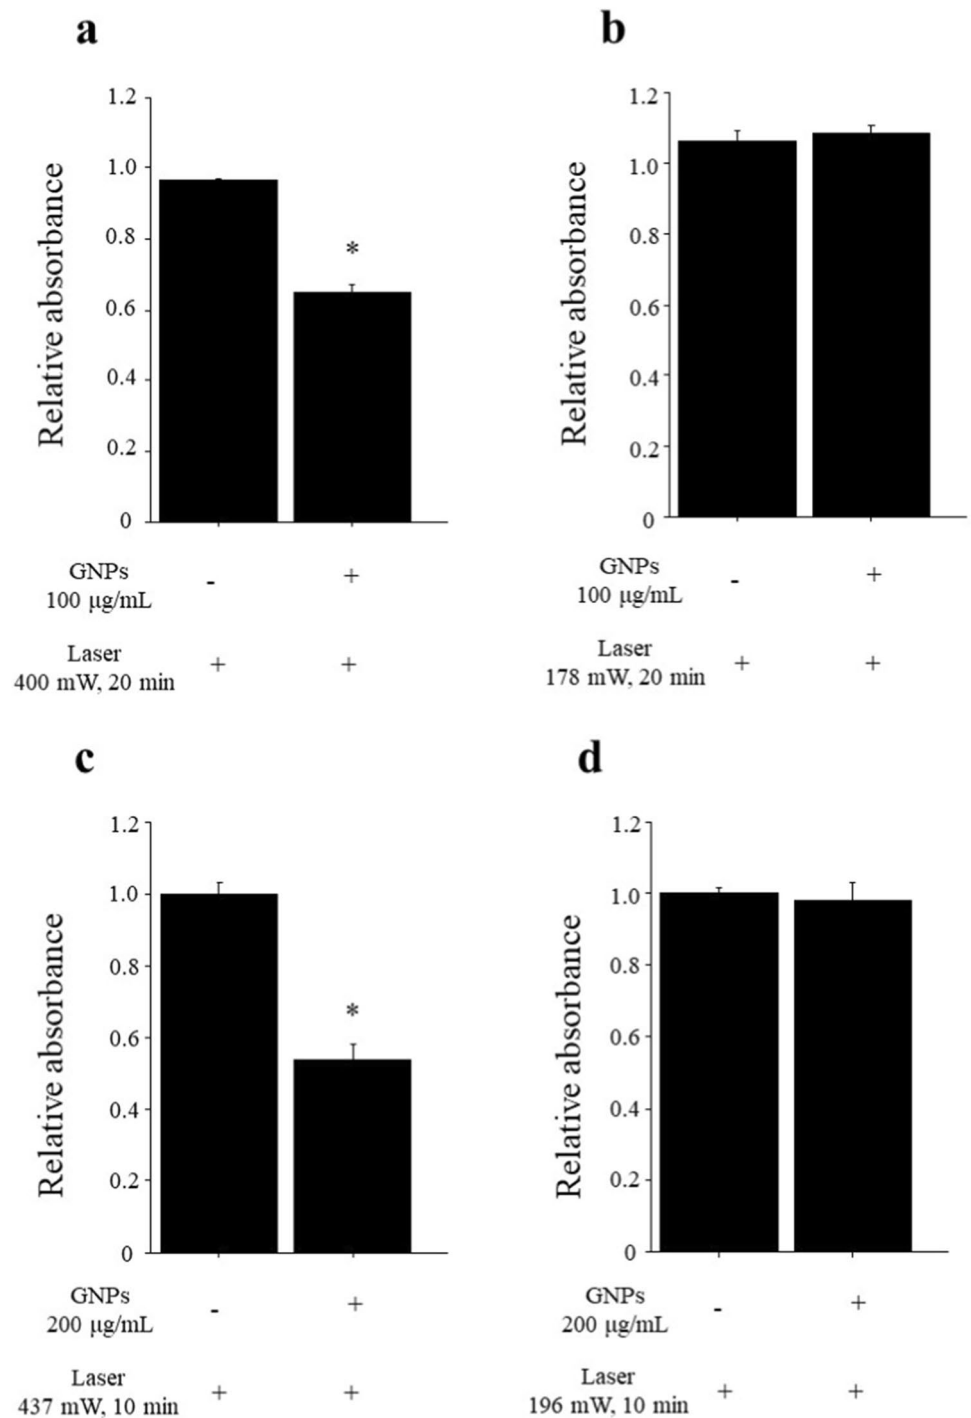 a
1.2
1.0
0.8
0.6
0.4
0.2
0
Relative absorbance
*
GNPs
100 μg/mL
- +
Laser
400 mW, 20 min
+ +
b
1.2
1.0
0.8
0.6
0.4
0.2
0
Relative absorbance
GNPs
100 μg/mL
- +
Laser
178 mW, 20 min
+ +
c
1.2
1.0
0.8
0.6
0.4
0.2
0
Relative absorbance
*
GNPs
200 μg/mL
- +
Laser
437 mW, 10 min
+ +
d
1.2
1.0
0.8
0.6
0.4
0.2
0
Relative absorbance
GNPs
200 μg/mL
- +
Laser
196 mW, 10 min
+ +